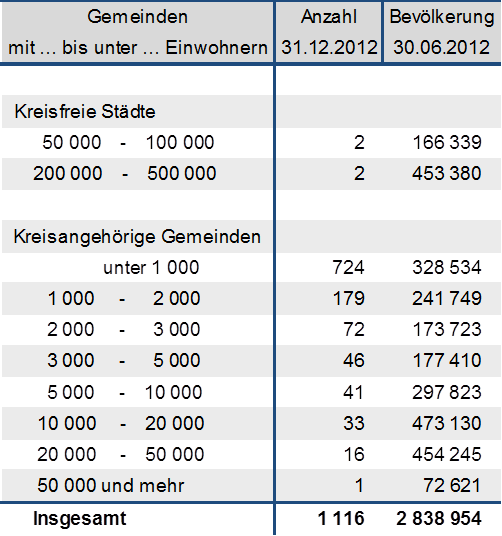 Gemeinden Anzahl Bevölkerung
mit ... bis unter ... Einwohnern 31.12.2012 30.06.2012
Kreisfreie Städte
50 000 - 100 000 2 166 339
200 000 - 500 000 2 453 380
Kreisangehörige Gemeinden
unter 1 000 724 328 534
1 000 - 2 000 179 241 749
2 000 - 3 000 72 173 723
3 000 - 5 000 46 177 410
5 000 - 10 000 41 297 823
10 000 - 20 000 33 473 130
20 000 - 50 000 16 454 245
50 000 und mehr 1 72 621
Insgesamt 1 116 2 838 954